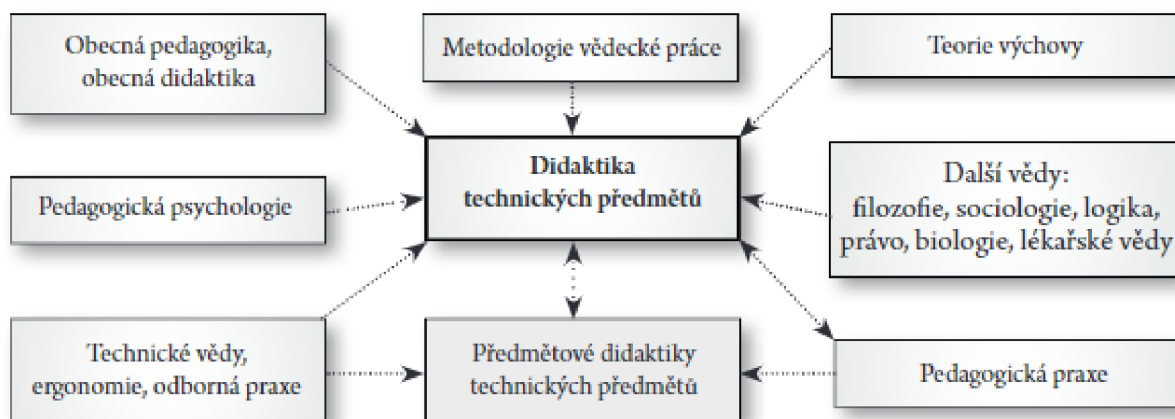 Obecná pedagogika,
obecná didaktika
Metodologie vědecké práce
Teorie výchovy
Pedagogická psychologie
Didaktika
technických předmětů
Další vědy:
filozofie, sociologie, logika,
právo, biologie, lékařské vědy
Technické vědy,
ergonomie, odborná praxe
Předmětové didaktiky
technických předmětů
Pedagogická praxe